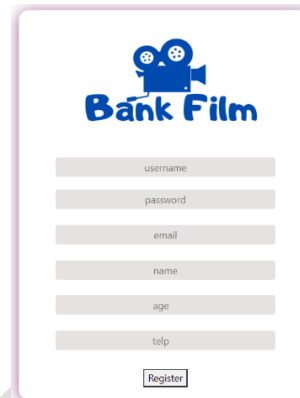 Bank Film
username
password
email
name
age
telp
Register